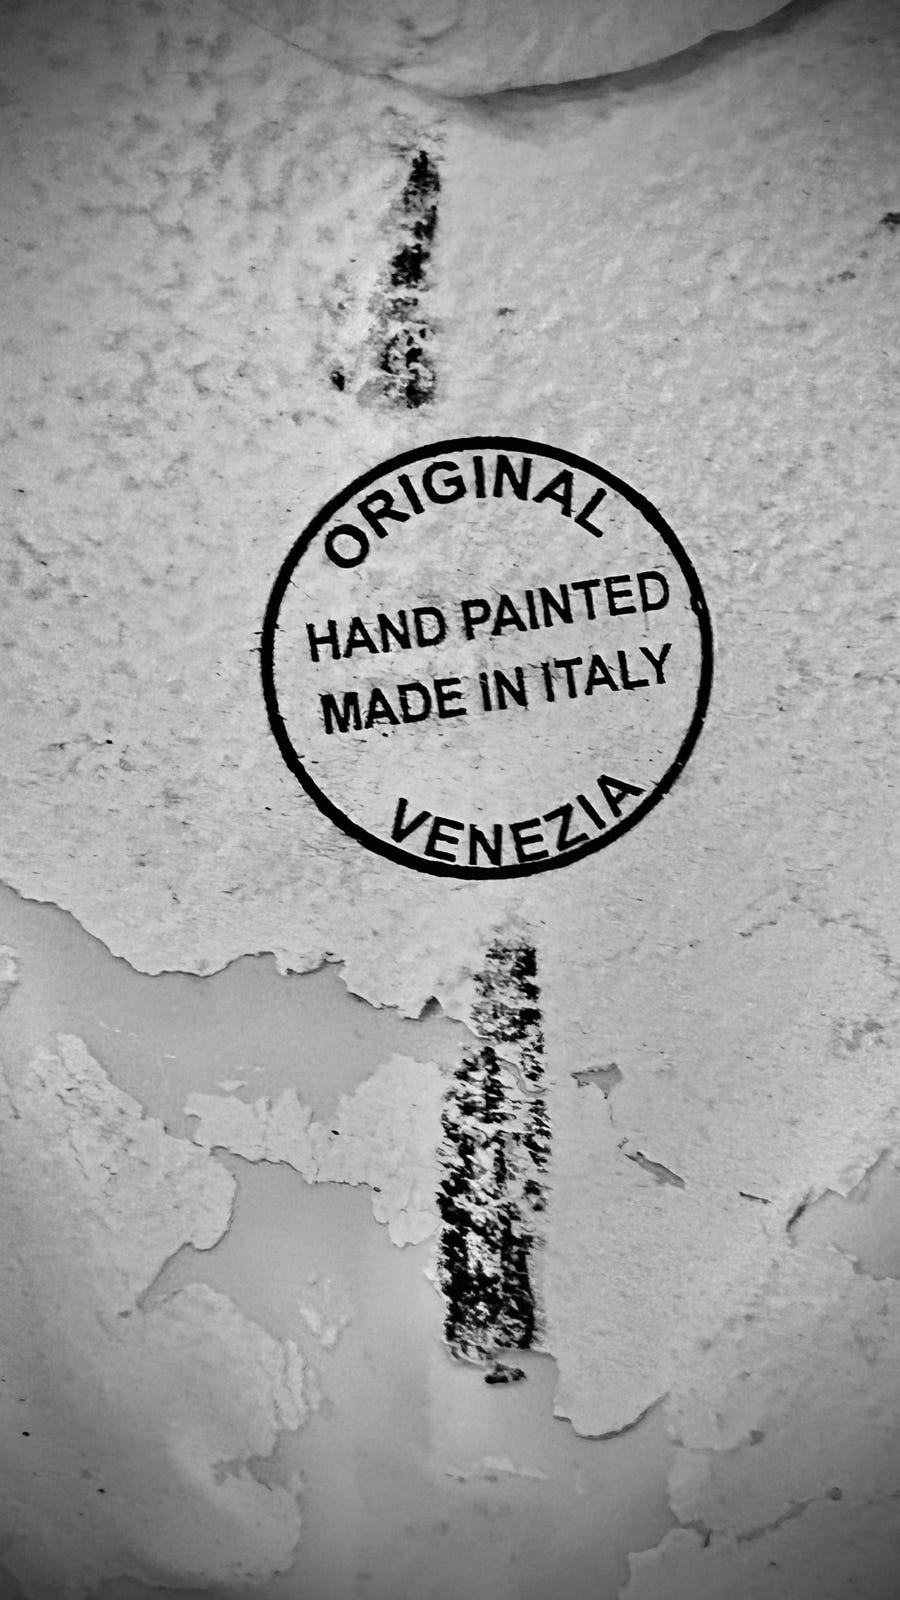 ORIGINAL
HAND PAINTED
MADE IN ITALY
VENEZIA